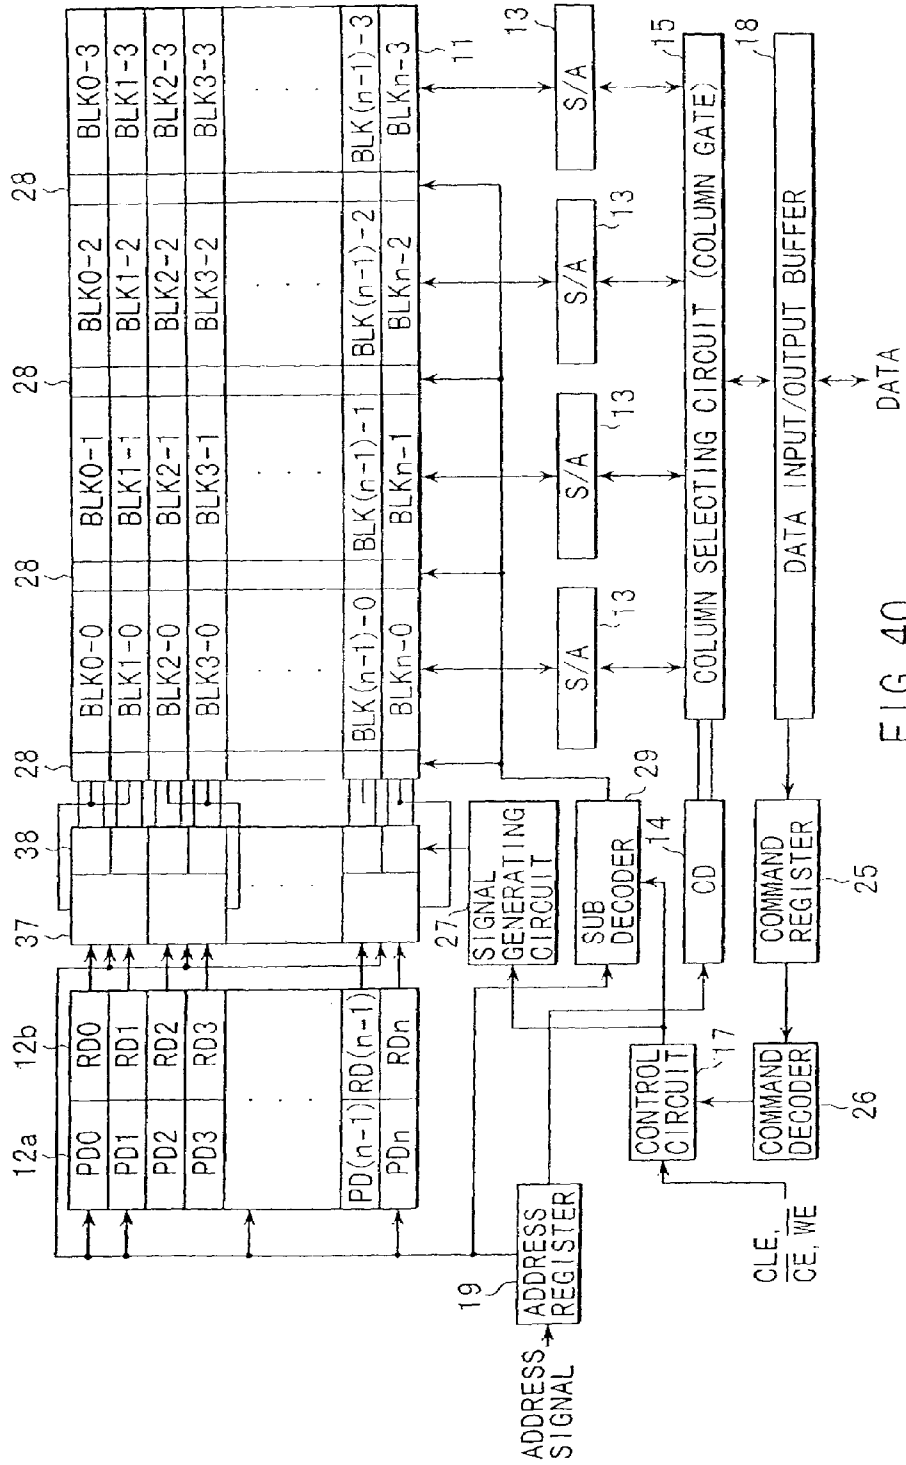 12a
12b
37
38
28
28
28
28
PD0
RD0
BLK0-0
BLK0-1
BLK0-2
BLK0-3
PD1
RD1
BLK1-0
BLK1-1
BLK1-2
BLK1-3
PD2
RD2
BLK2-0
BLK2-1
BLK2-2
BLK2-3
PD3
RD3
BLK3-0
BLK3-1
BLK3-2
BLK3-3
PD(n-1)
RD(n-1)
BLK(n-1)-0
BLK(n-1)-1
BLK(n-1)-2
BLK(n-1)-3
PDn
RDn
BLKn-0
BLKn-1
BLKn-2
BLKn-3
11
27
SIGNAL
GENERATING
CIRCUIT
13
19
ADDRESS
SIGNAL
ADDRESS
REGISTER
SUB
DECODER
29
S/A
S/A
S/A
S/A
13
13
13
14
15
CONTROL
CIRCUIT
17
CD
COLUMN SELECTING CIRCUIT (COLUMN GATE)
CLE,
CE, WE
18
COMMAND
DECODER
COMMAND
REGISTER
DATA INPUT/OUTPUT BUFFER
26
25
DATA
FIG. 40